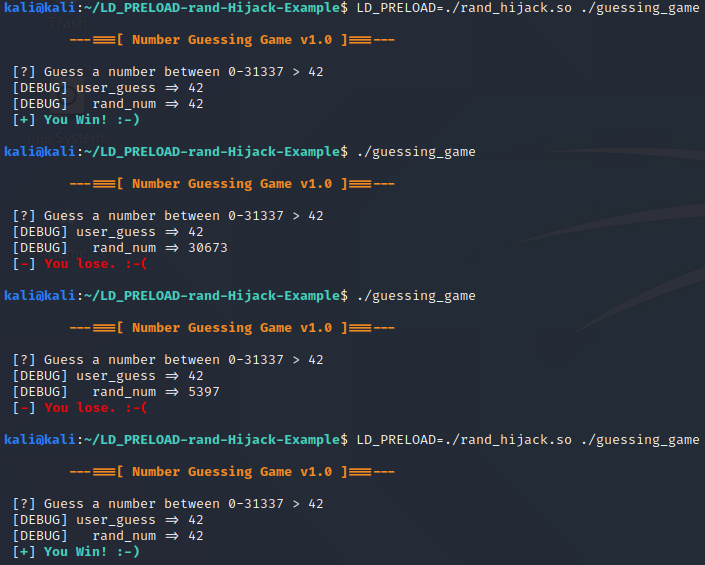 kali@kali:~/LD_PRELOAD-rand-Hijack-Example$ LD_PRELOAD=./rand_hijack.so ./guessing_game
---===[ Number Guessing Game v1.0 ]===---
[?] Guess a number between 0-31337 > 42
[DEBUG] user_guess => 42
[DEBUG]   rand_num => 42
[+] You Win! :-)
kali@kali:~/LD_PRELOAD-rand-Hijack-Example$ ./guessing_game
---===[ Number Guessing Game v1.0 ]===---
[?] Guess a number between 0-31337 > 42
[DEBUG] user_guess => 42
[DEBUG]   rand_num => 30673
[-] You lose. :-(
kali@kali:~/LD_PRELOAD-rand-Hijack-Example$ ./guessing_game
---===[ Number Guessing Game v1.0 ]===---
[?] Guess a number between 0-31337 > 42
[DEBUG] user_guess => 42
[DEBUG]   rand_num => 5397
[-] You lose. :-(
kali@kali:~/LD_PRELOAD-rand-Hijack-Example$ LD_PRELOAD=./rand_hijack.so ./guessing_game
---===[ Number Guessing Game v1.0 ]===---
[?] Guess a number between 0-31337 > 42
[DEBUG] user_guess => 42
[DEBUG]   rand_num => 42
[+] You Win! :-)